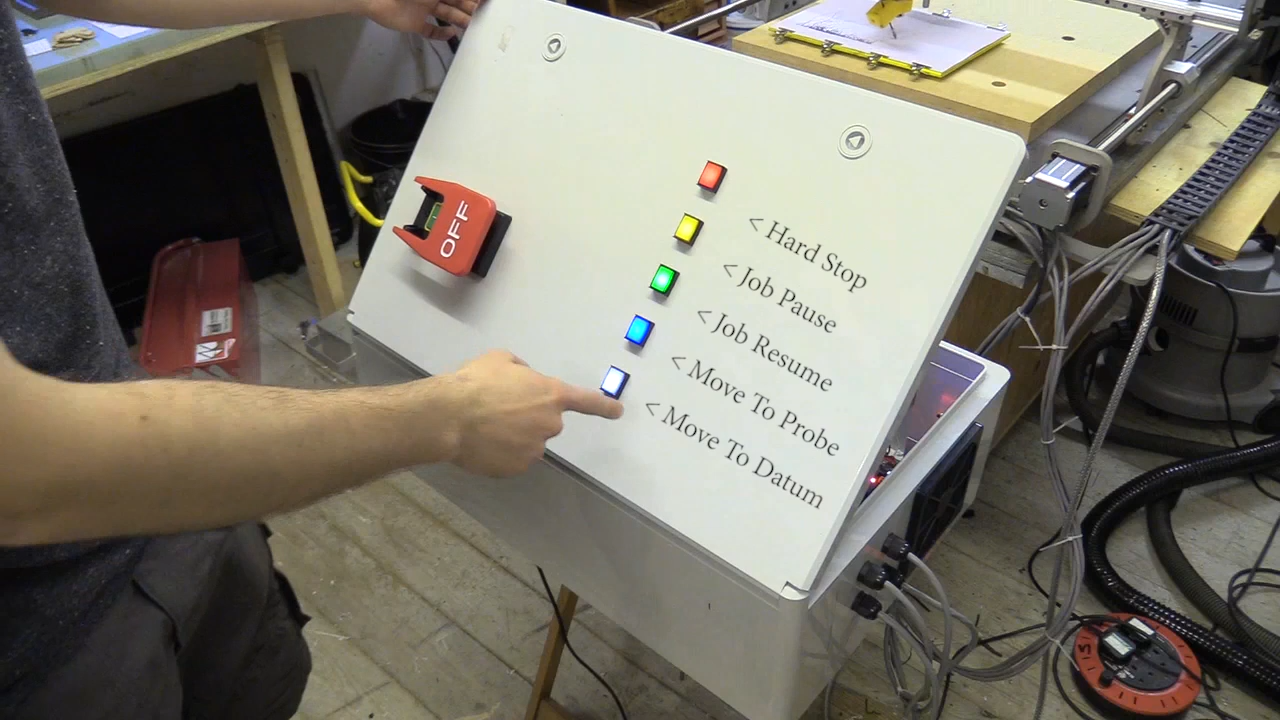 OFF
< Hard Stop
< Job Pause
< Job Resume
< Move To Probe
< Move To Datum